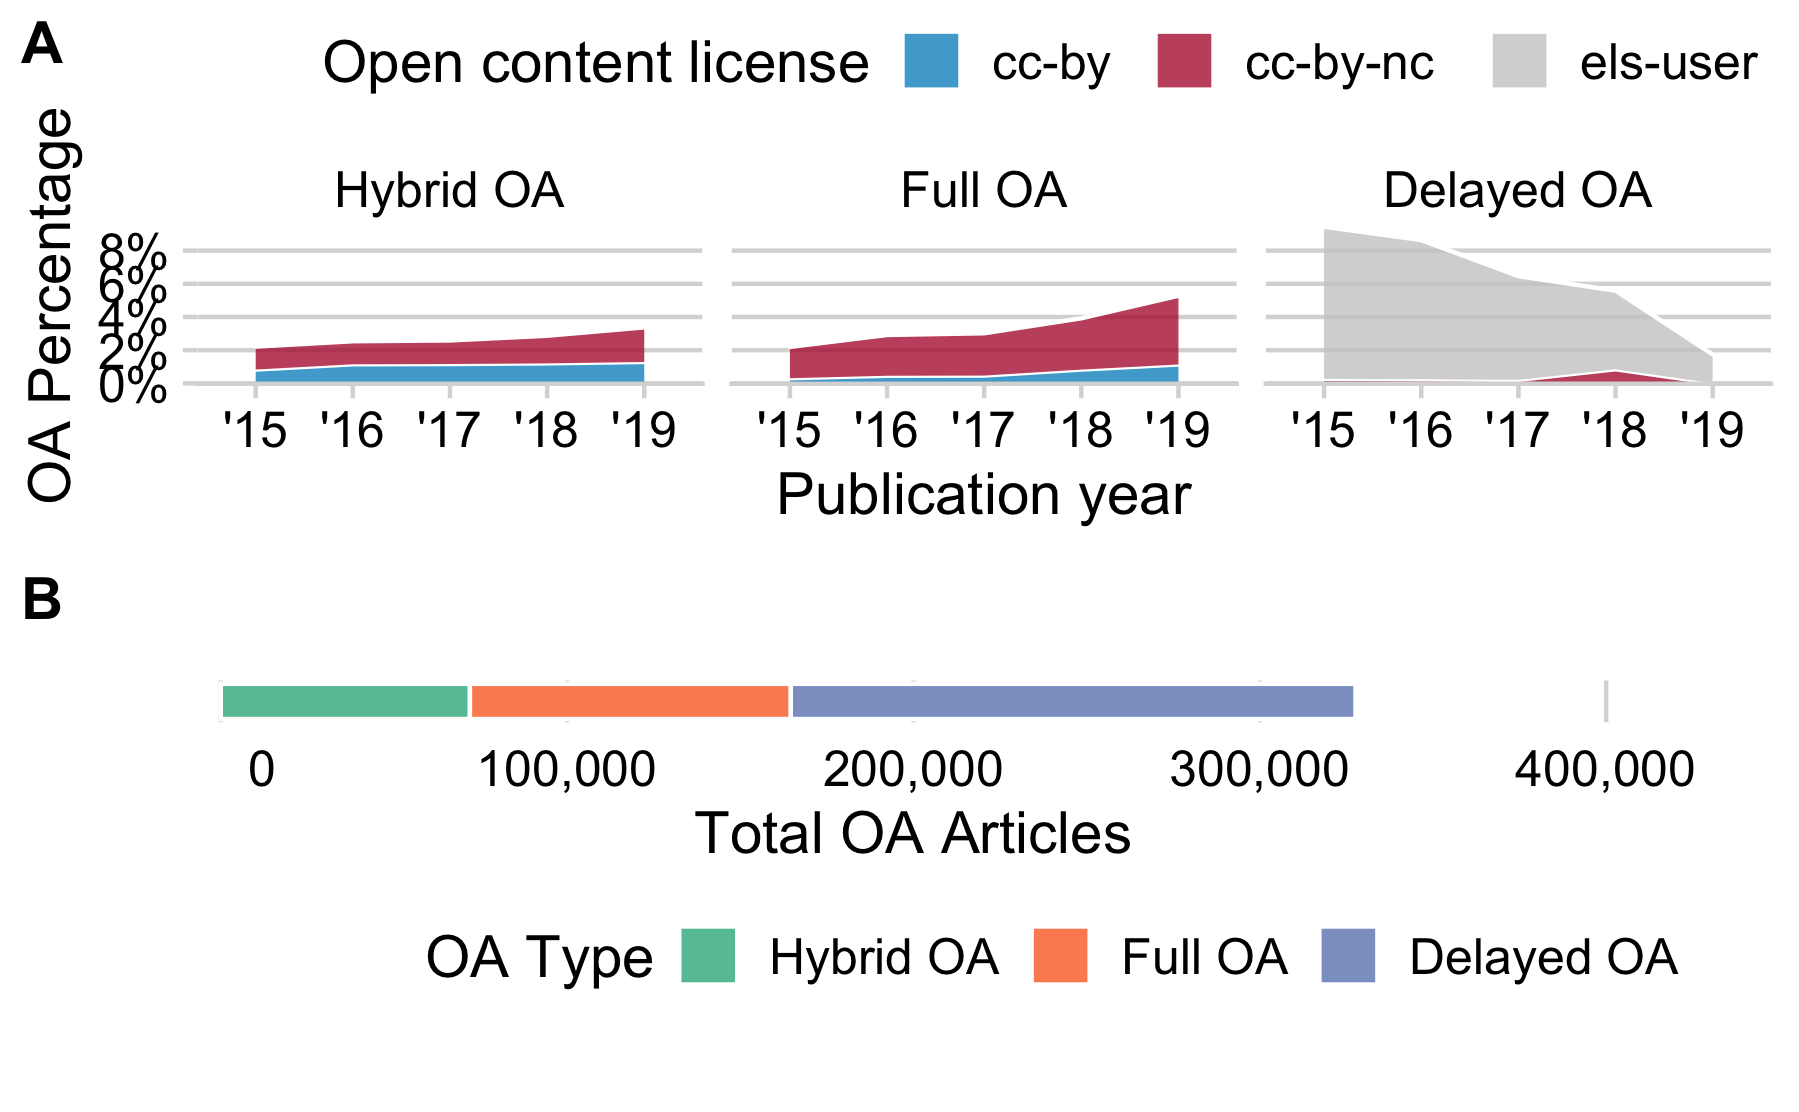 A
Open content license cc-by cc-by-nc els-user
OA Percentage
Hybrid OA Full OA Delayed OA
8%
6%
4%
2%
0%
'15 '16 '17 '18 '19 '15 '16 '17 '18 '19 '15 '16 '17 '18 '19
Publication year
B
0 100,000 200,000 300,000 400,000
Total OA Articles
OA Type Hybrid OA Full OA Delayed OA